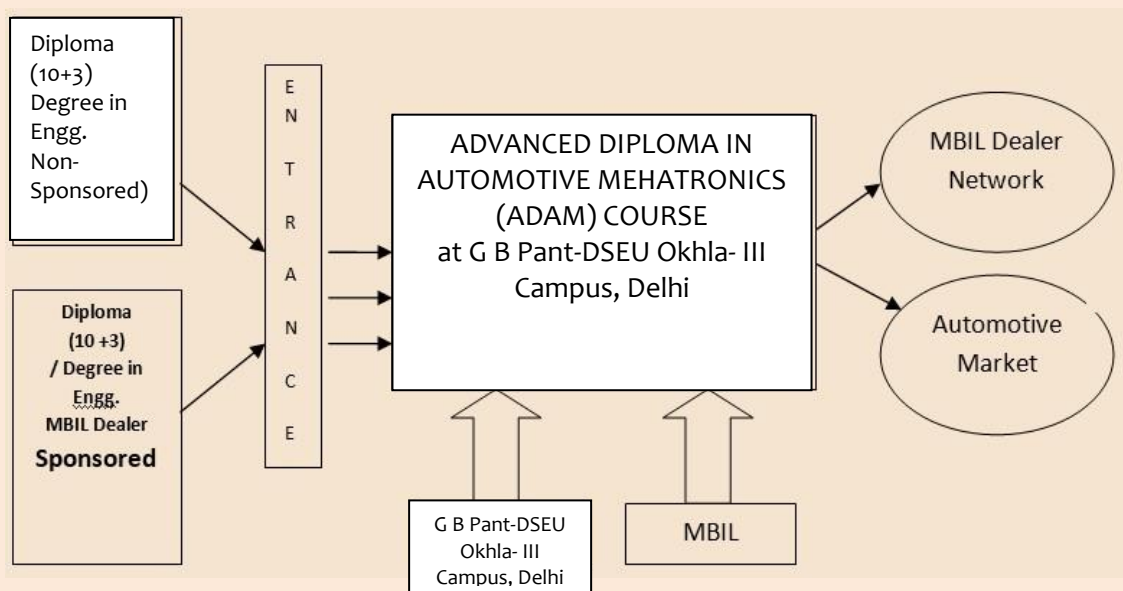 Diploma
(10+3)
Degree in
Engg.
Non-
Sponsored)
Diploma
(10 +3)
/ Degree in
Engg.
MBIL Dealer
Sponsored
E
N
T
R
A
N
C
E
ADVANCED DIPLOMA IN
AUTOMOTIVE MEHATRONICS
(ADAM) COURSE
at G B Pant-DSEU Okhla- III
Campus, Delhi
G B Pant-DSEU
Okhla- III
Campus, Delhi
MBIL
MBIL Dealer
Network
Automotive
Market